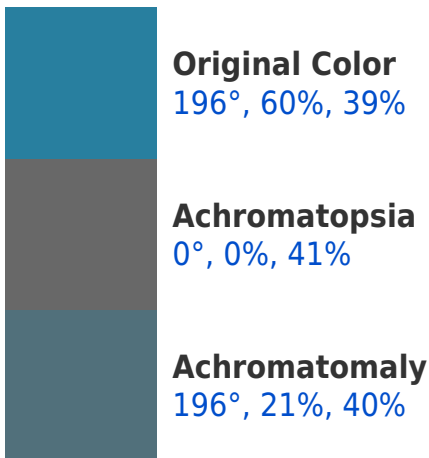 Original Color
196°, 60%, 39%
Achromatopsia
0°, 0%, 41%
Achromatomaly
196°, 21%, 40%